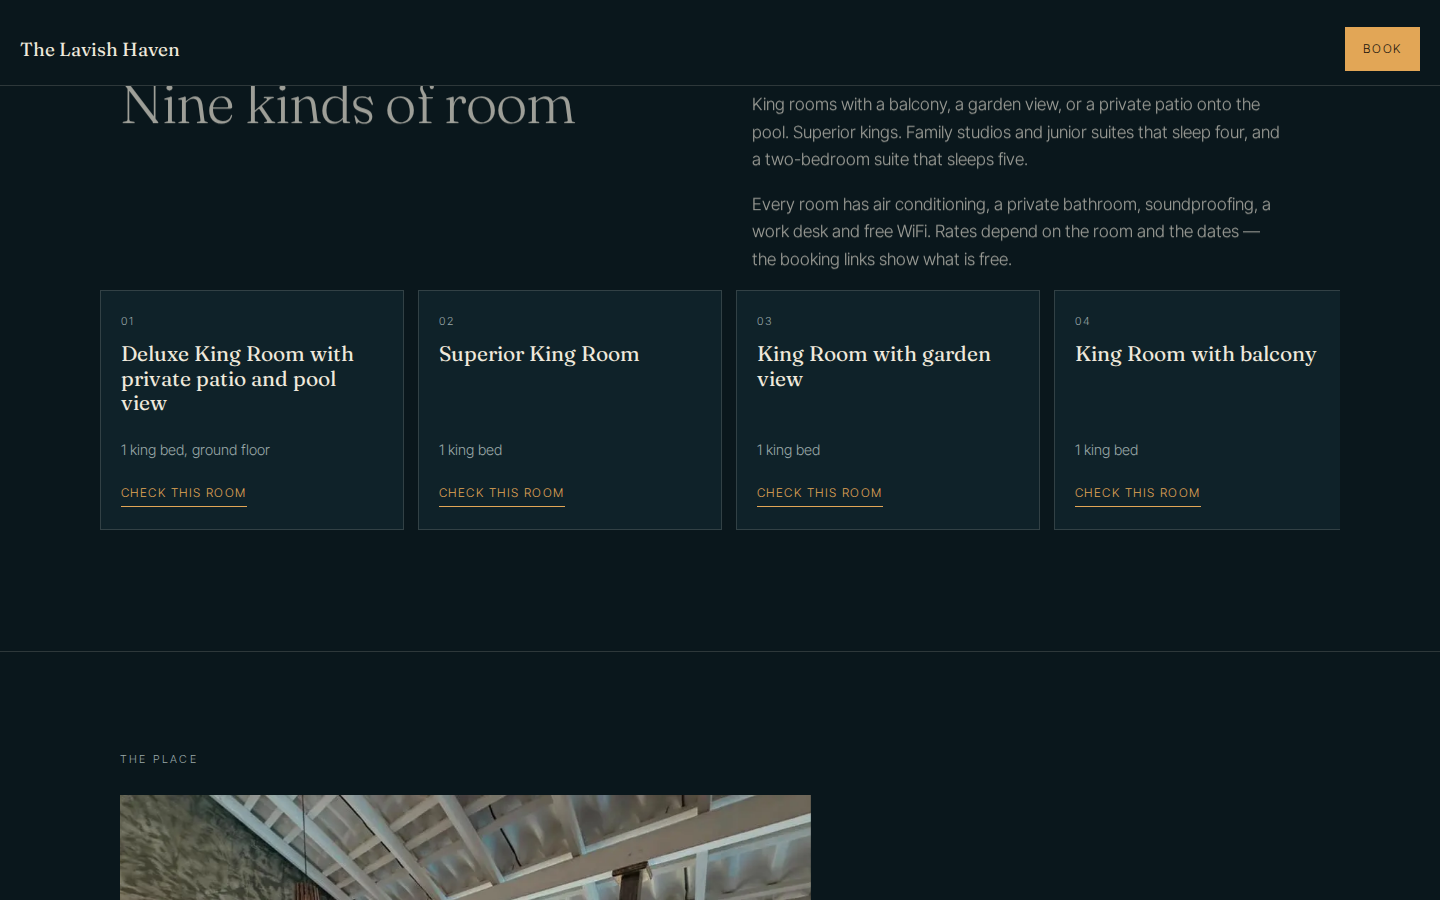 The Lavish Haven
BOOK
Nine kinds of room
King rooms with a balcony, a garden view, or a private patio onto the
pool. Superior kings. Family studios and junior suites that sleep four, and
a two-bedroom suite that sleeps five.
Every room has air conditioning, a private bathroom, soundproofing, a
work desk and free WiFi. Rates depend on the room and the dates —
the booking links show what is free.
01
Deluxe King Room with
private patio and pool
view
1 king bed, ground floor
CHECK THIS ROOM
02
Superior King Room
1 king bed
CHECK THIS ROOM
03
King Room with garden
view
1 king bed
CHECK THIS ROOM
04
King Room with balcony
1 king bed
CHECK THIS ROOM
THE PLACE